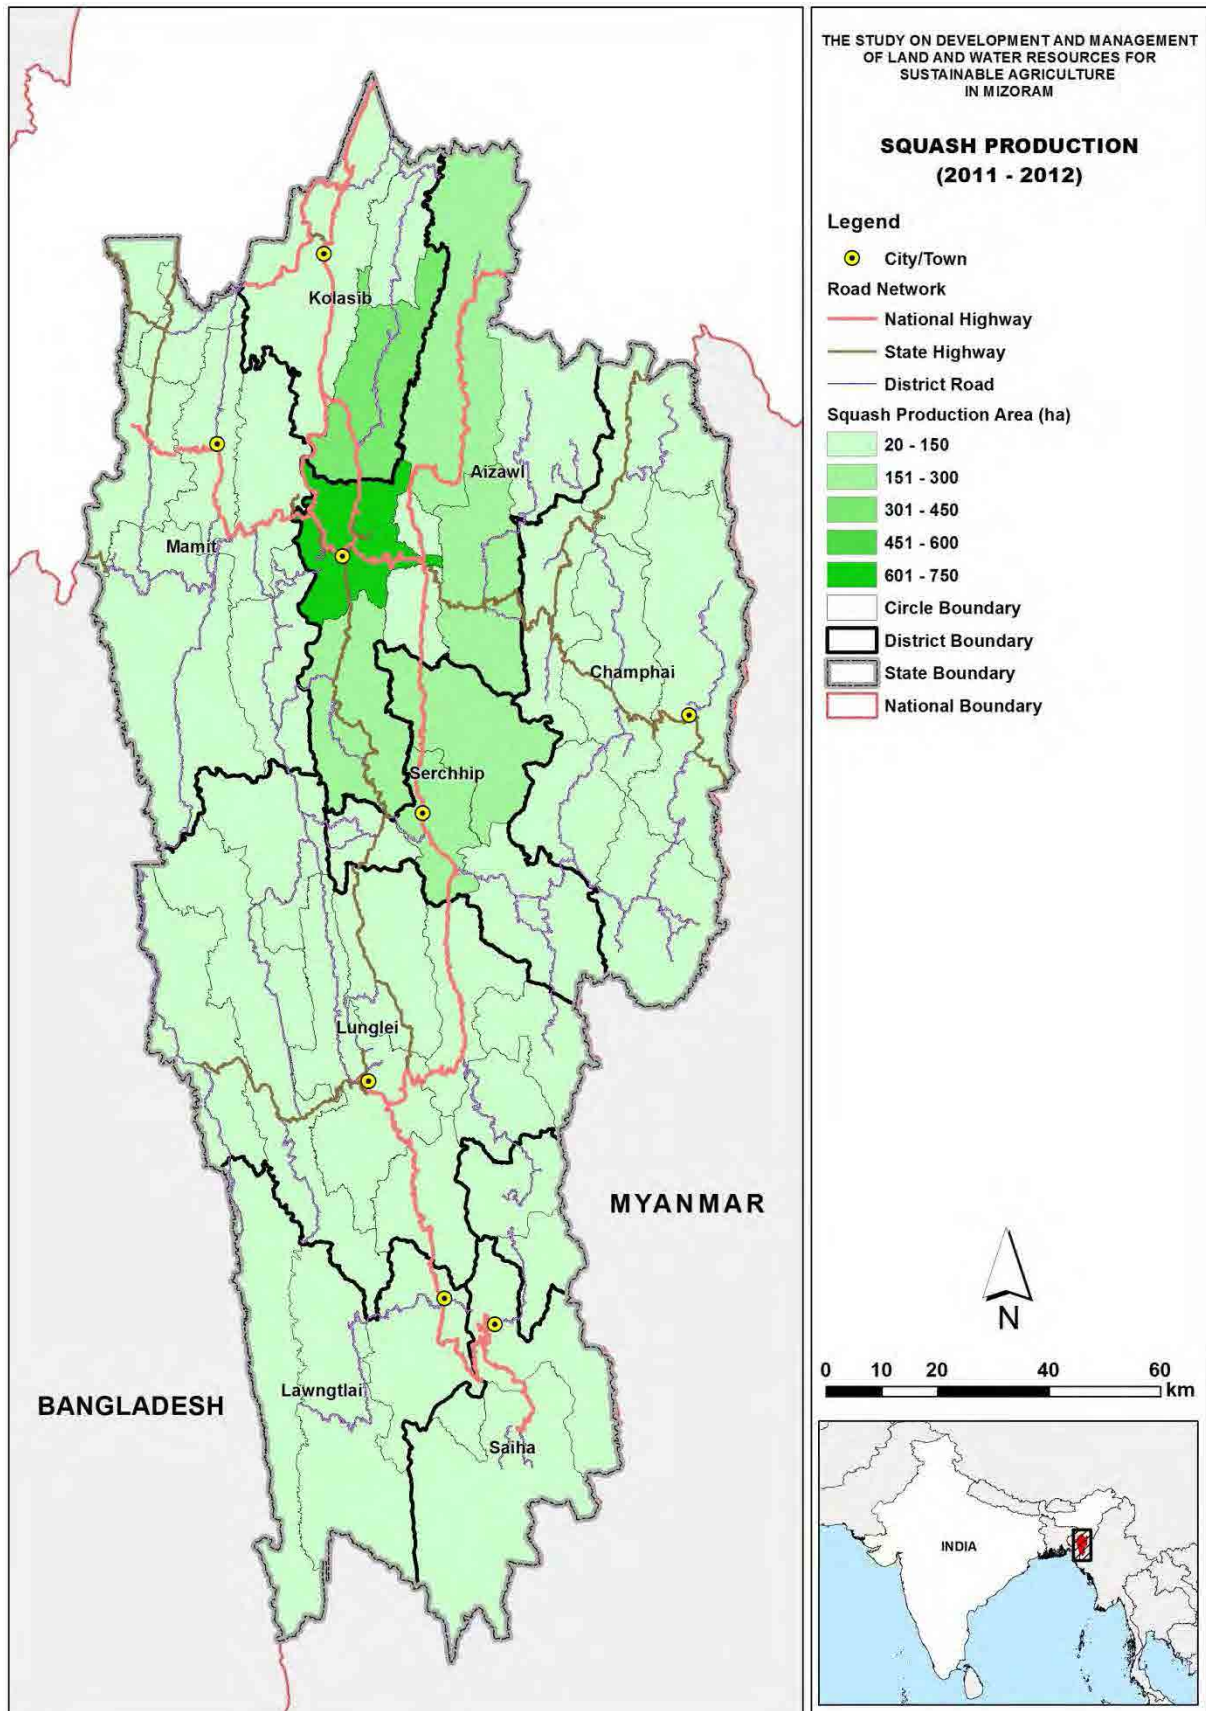 THE STUDY ON DEVELOPMENT AND MANAGEMENT
OF LAND AND WATER RESOURCES FOR
SUSTAINABLE AGRICULTURE
IN MIZORAM
SQUASH PRODUCTION
(2011 - 2012)
Legend
City/Town
Road Network
National Highway
State Highway
District Road
Squash Production Area (ha)
20 - 150
151 - 300
301 - 450
451 - 600
601 - 750
Circle Boundary
District Boundary
State Boundary
National Boundary
Kolasib
Aizawl
Mamit
Champhai
Serchhip
Lunglei
MYANMAR
BANGLADESH
Lawngtlai
Saiha
N
0 10 20 40 60
km
INDIA